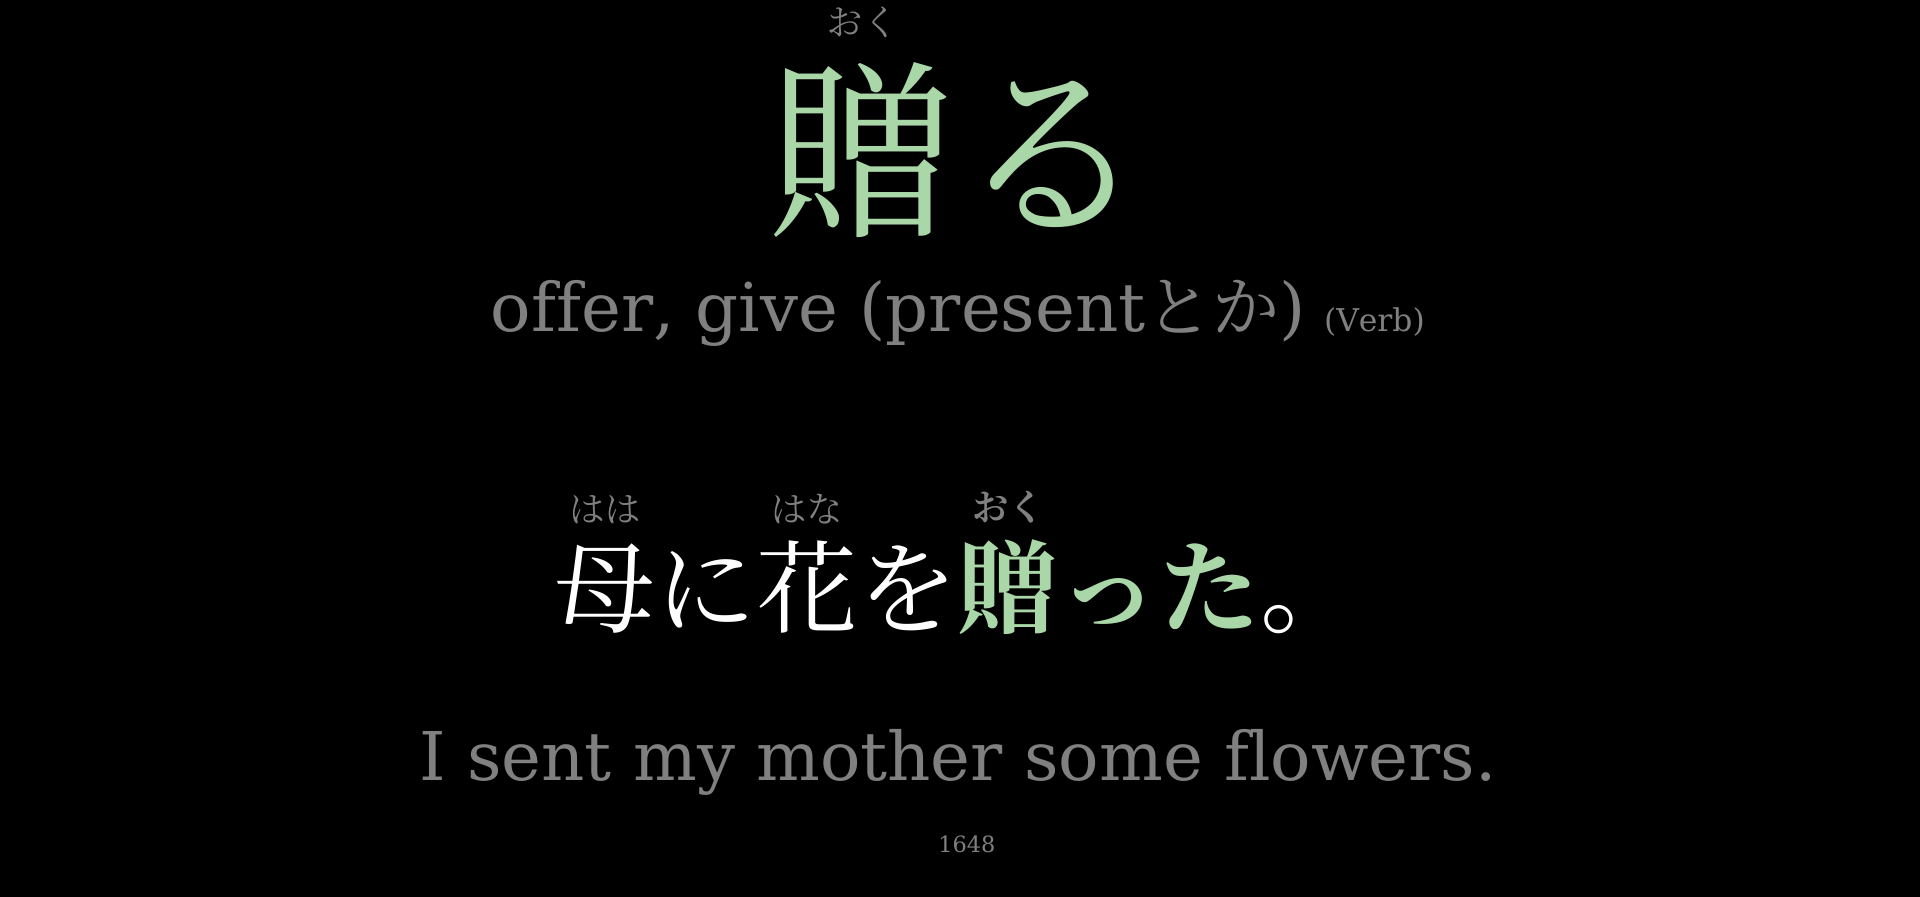 おく
贈る
offer, give (presentとか) (Verb)
はは はな おく
母に花を贈った。
I sent my mother some flowers.
1648